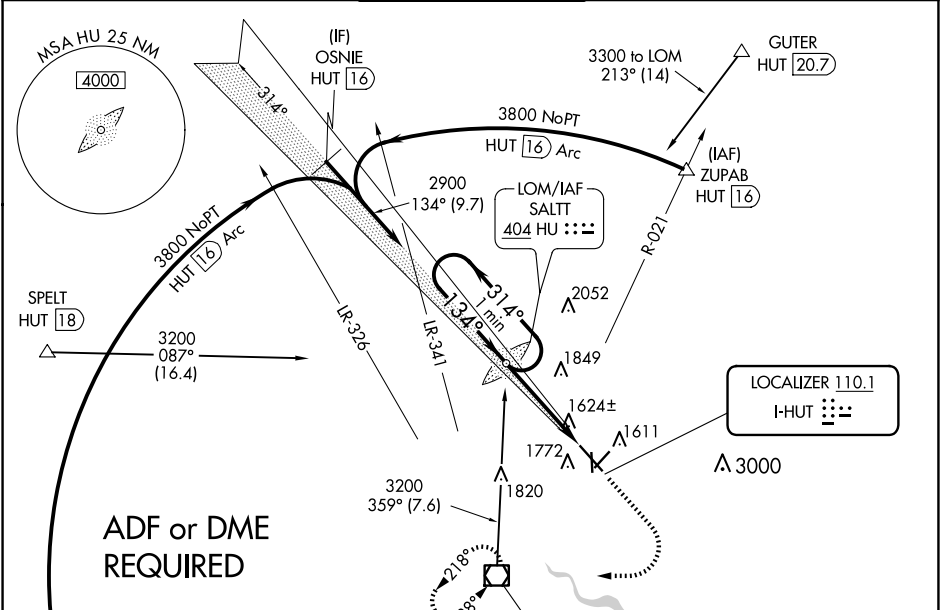 MSA HU 25 NM
4000
(IF)
OSNIE
HUT 16
314°
3300 to LOM
213° (14)
GUTER
HUT 20.7
3800 NoPT
HUT 16 Arc
(IAF)
ZUPAB
HUT 16
2900
134° (9.7)
LOM/IAF
SALTT
404 HU
R-021
3800 NoPT
HUT 16 Arc
SPELT
HUT 18
3200
087°
(16.4)
LR-326
LR-341
134°
314°
1 min
2052
1849
1624±
1611
1772
LOCALIZER 110.1
I-HUT
3000
1820
3200
359° (7.6)
ADF or DME
REQUIRED
218°